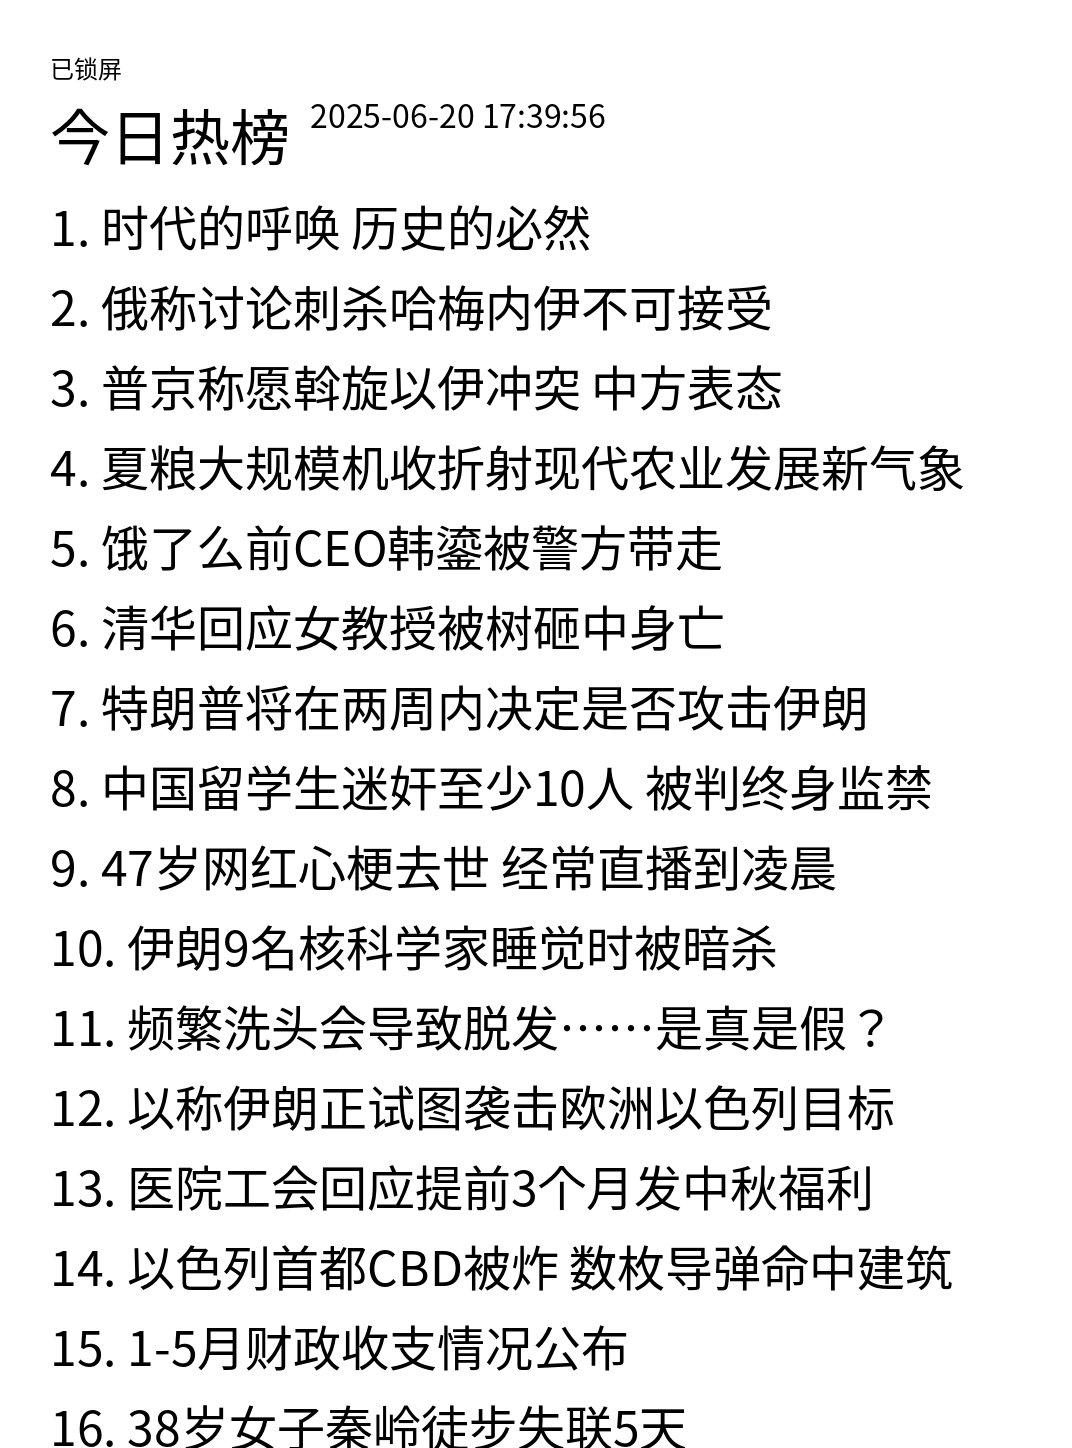 已锁屏
今日热榜 2025-06-20 17:39:56
1. 时代的呼唤 历史的必然
2. 俄称讨论刺杀哈梅内伊不可接受
3. 普京称愿斡旋以伊冲突 中方表态
4. 夏粮大规模机收折射现代农业发展新气象
5. 饿了么前CEO韩鎏被警方带走
6. 清华回应女教授被树砸中身亡
7. 特朗普将在两周内决定是否攻击伊朗
8. 中国留学生迷奸至少10人 被判终身监禁
9. 47岁网红心梗去世 经常直播到凌晨
10. 伊朗9名核科学家睡觉时被暗杀
11. 频繁洗头会导致脱发……是真是假？
12. 以称伊朗正试图袭击欧洲以色列目标
13. 医院工会回应提前3个月发中秋福利
14. 以色列首都CBD被炸 数枚导弹命中建筑
15. 1-5月财政收支情况公布
16. 38岁女子秦岭徒步失联5天